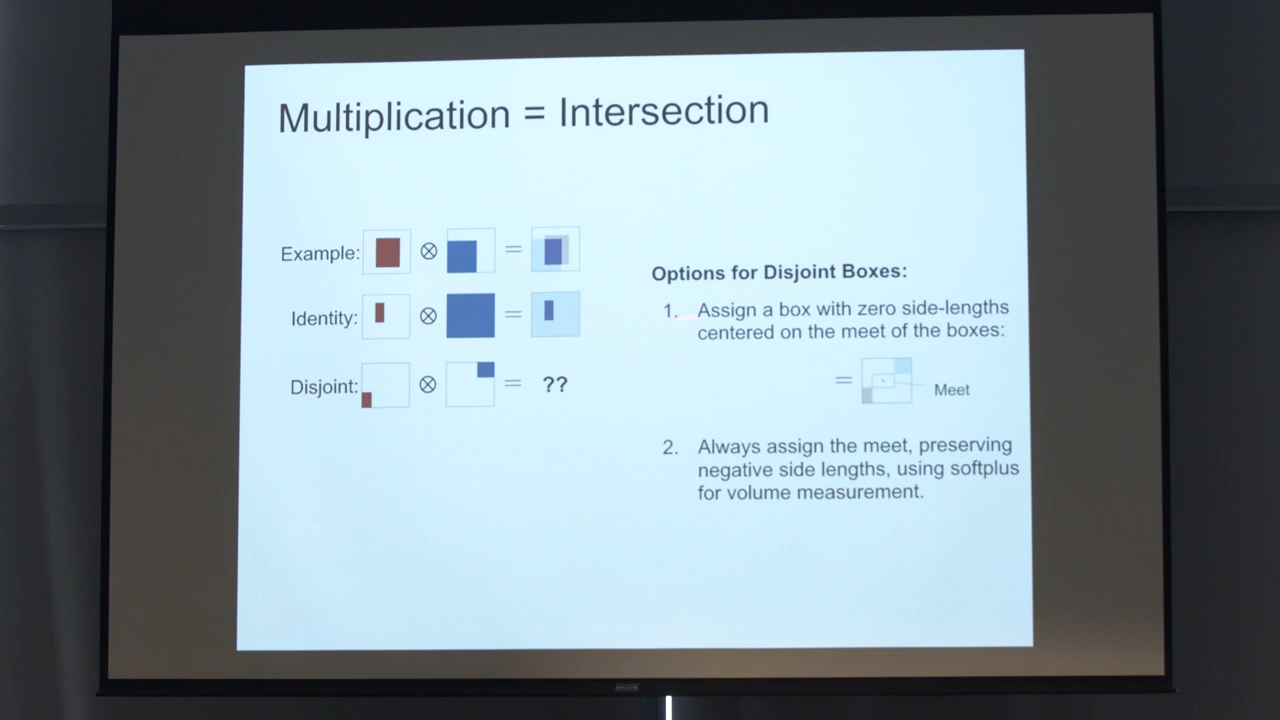 Multiplication = Intersection
Example: ⊗ =
Identity: ⊗ =
Disjoint: ⊗ = ??
Options for Disjoint Boxes:
1. Assign a box with zero side-lengths
centered on the meet of the boxes:
= Meet
2. Always assign the meet, preserving
negative side lengths, using softplus
for volume measurement.